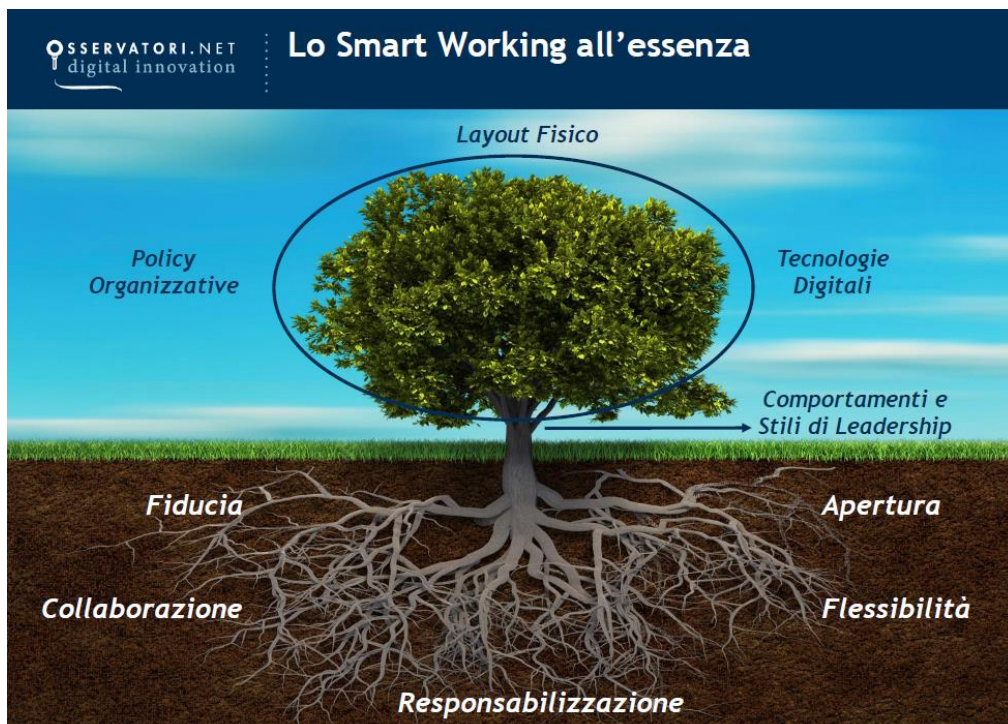 OSSERVATORI.NET
digital innovation
Lo Smart Working all'essenza
Layout Fisico
Policy
Organizzative
Tecnologie
Digitali
Comportamenti e
Stili di Leadership
Fiducia
Apertura
Collaborazione
Flessibilità
Responsabilizzazione